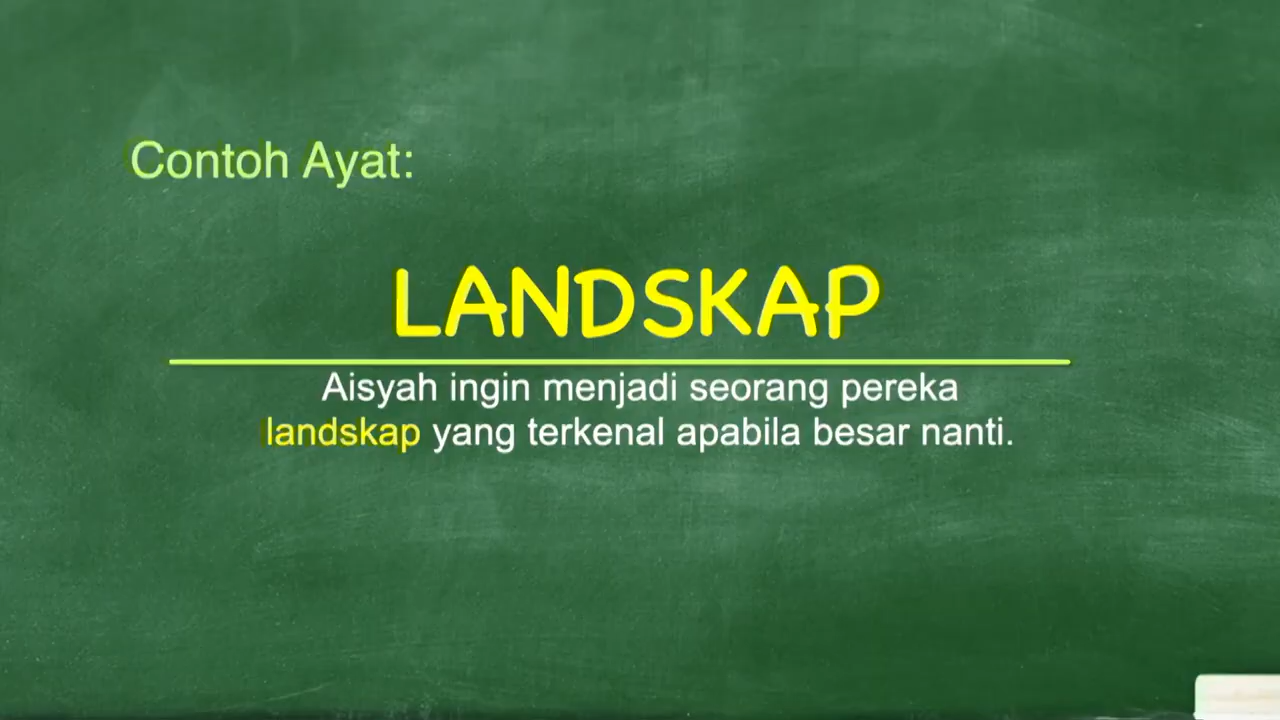 Contoh Ayat:
LANDSKAP
Aisyah ingin menjadi seorang pereka
landskap yang terkenal apabila besar nanti.